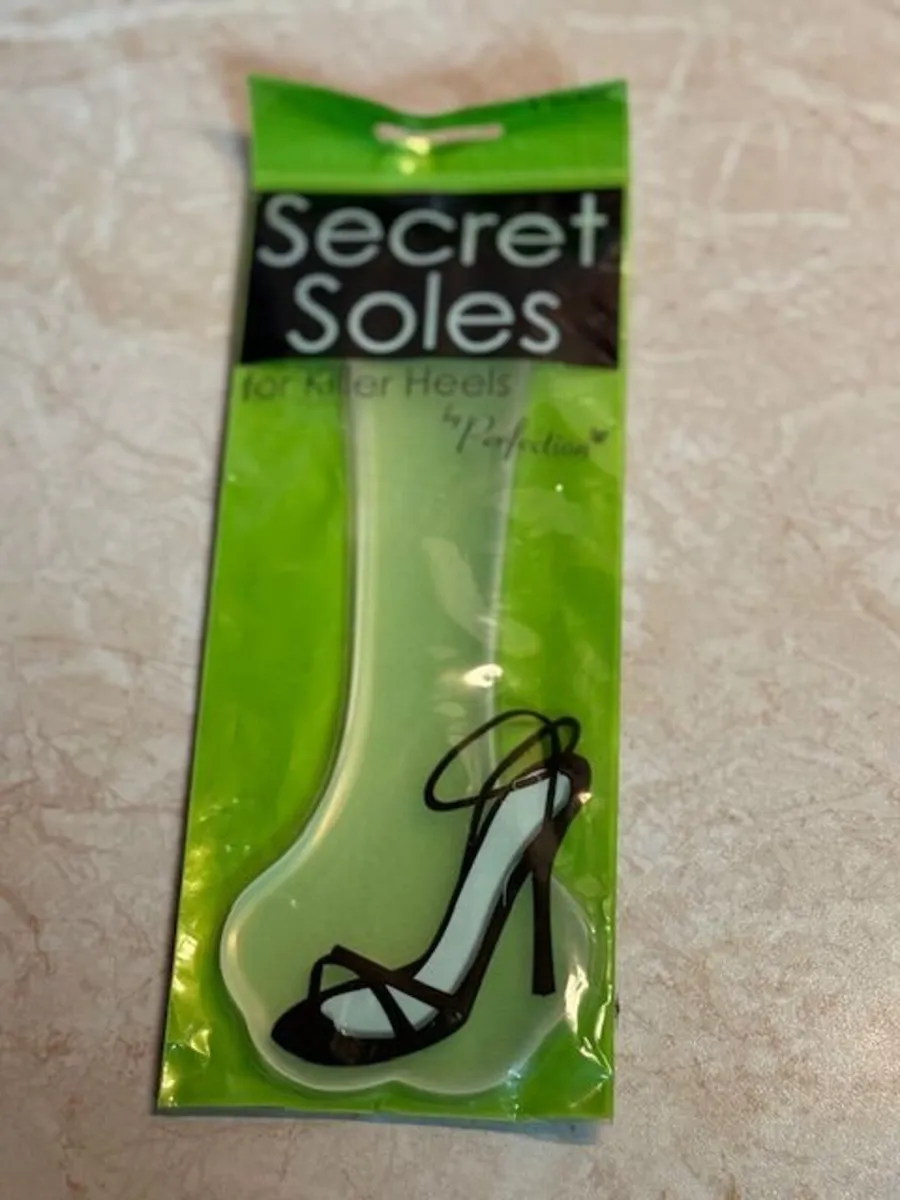 Secret
Soles
for Killer Heels
by Perfection